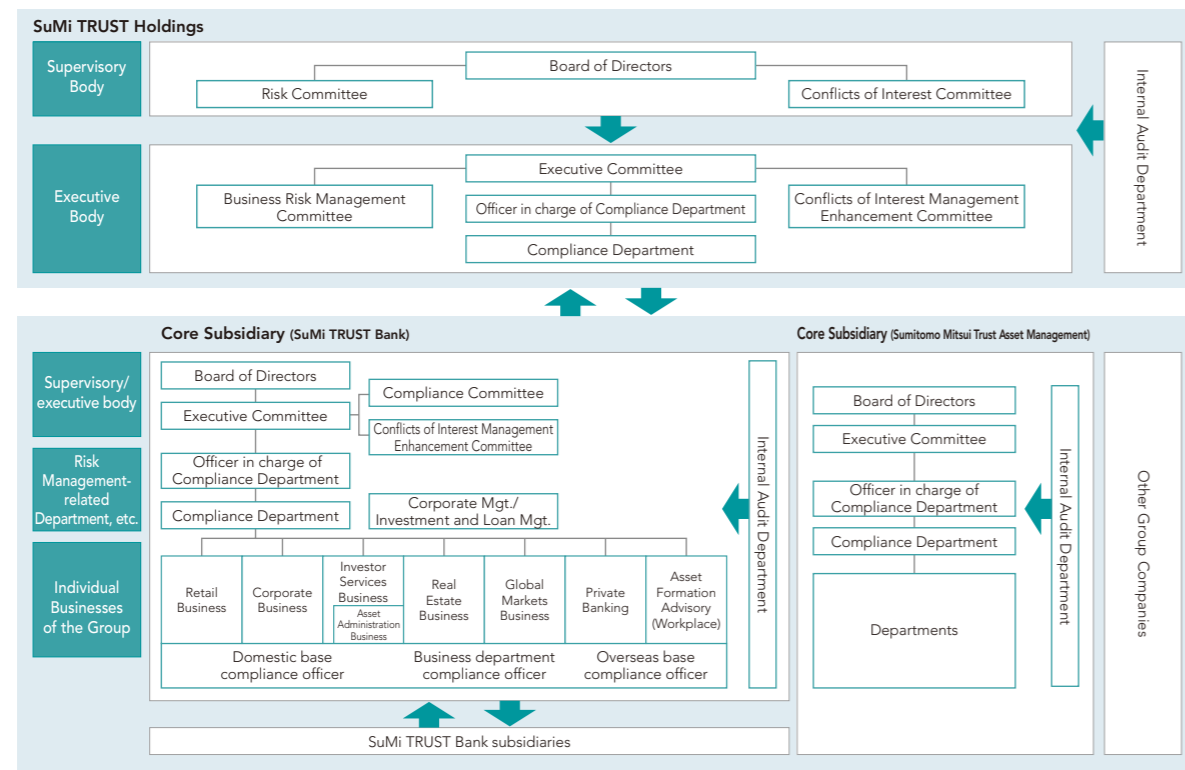 SuMi TRUST Holdings
Supervisory
Body
Board of Directors
Risk Committee
Conflicts of Interest Committee
Internal Audit Department
Executive
Body
Executive Committee
Business Risk Management
Committee
Officer in charge of Compliance Department
Conflicts of Interest Management
Enhancement Committee
Compliance Department
Core Subsidiary (SuMi TRUST Bank)
Core Subsidiary (Sumitomo Mitsui Trust Asset Management)
Supervisory/
executive body
Board of Directors
Executive Committee
Compliance Committee
Conflicts of Interest Management
Enhancement Committee
Risk
Management-
related
Department, etc.
Officer in charge of
Compliance Department
Compliance Department
Corporate Mgt./
Investment and Loan Mgt.
Individual
Businesses
of the Group
Retail
Business
Corporate
Business
Investor
Services
Business
Asset
Administration
Business
Real
Estate
Business
Global
Markets
Business
Private
Banking
Asset
Formation
Advisory
(Workplace)
Domestic base
compliance officer
Business department
compliance officer
Overseas base
compliance officer
Internal Audit Department
SuMi TRUST Bank subsidiaries
Board of Directors
Executive Committee
Officer in charge of
Compliance Department
Compliance Department
Departments
Internal Audit Department
Other Group Companies